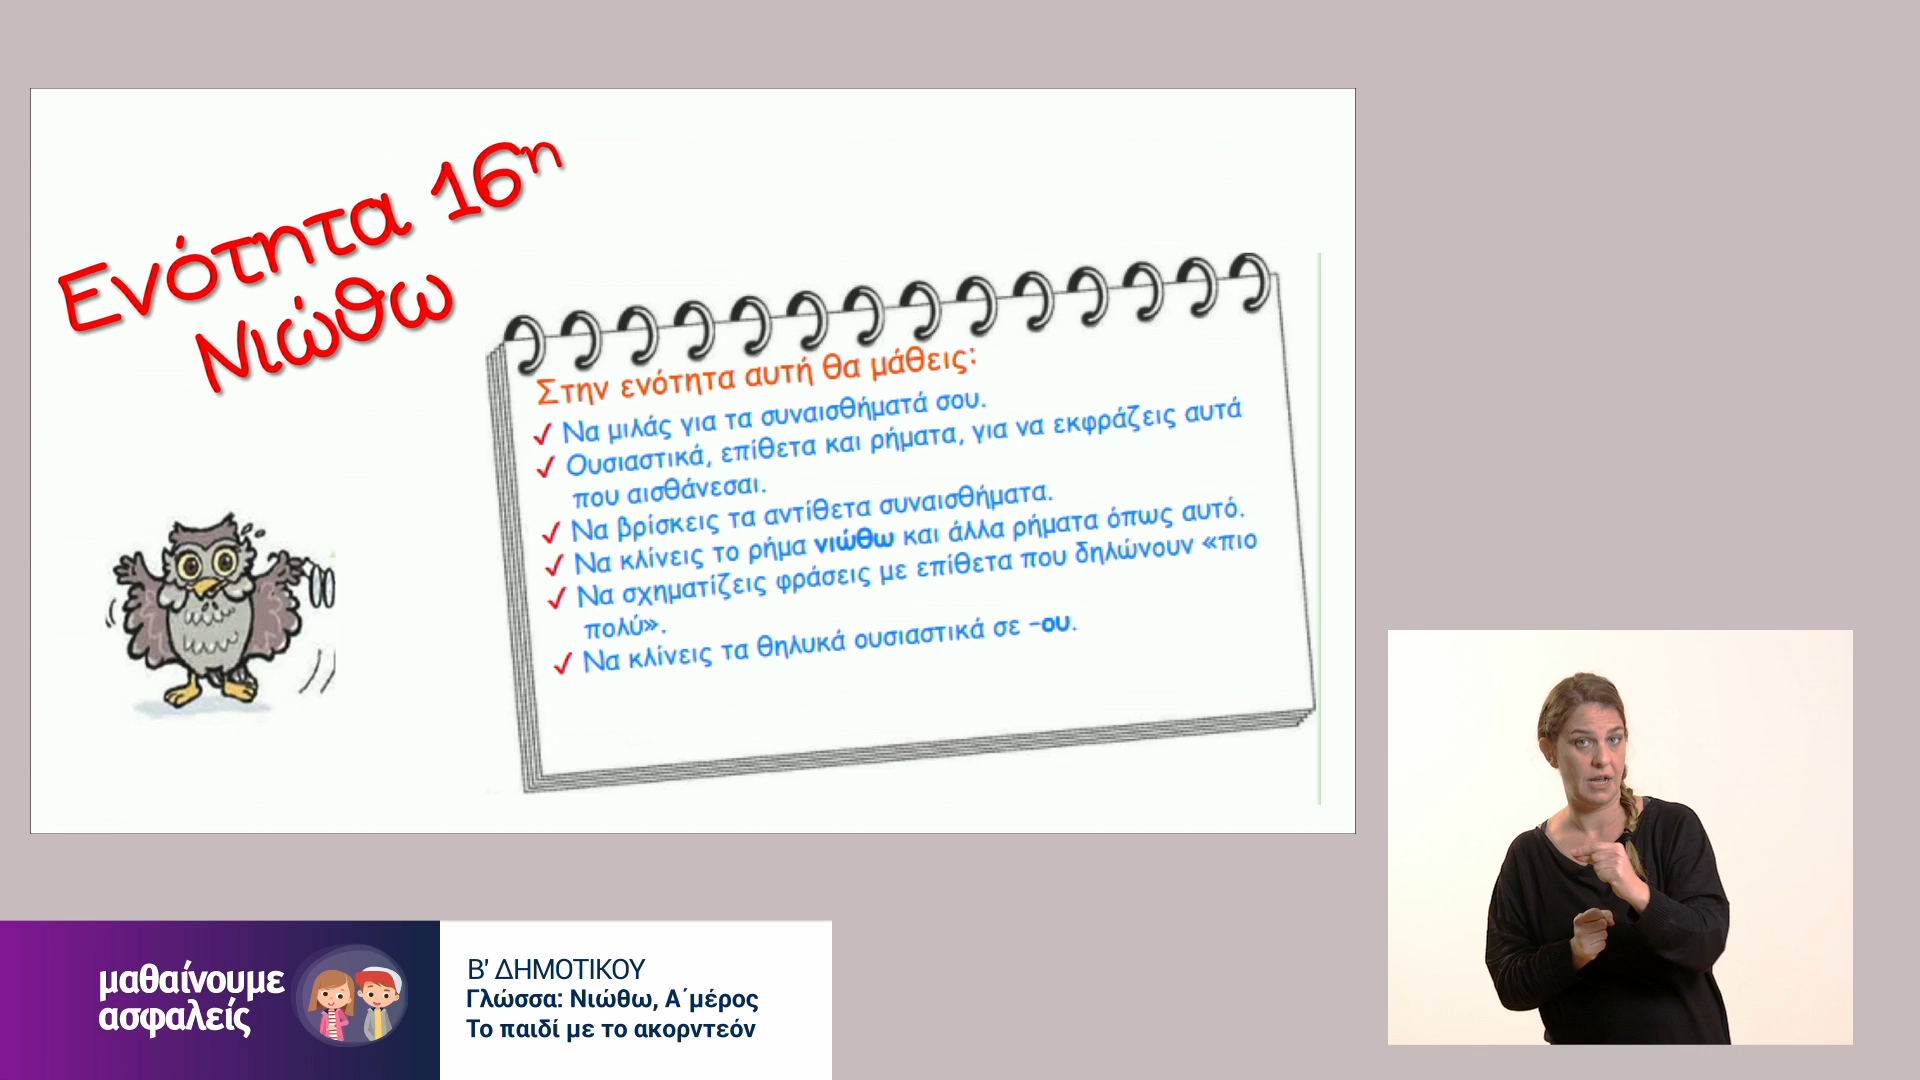 Ενότητα 16η
Νιώθω
Στην ενότητα αυτή θα μάθεις:
✓ Να μιλάς για τα συναισθήματά σου.
✓ Ουσιαστικά, επίθετα και ρήματα, για να εκφράζεις αυτά
που αισθάνεσαι.
✓ Να βρίσκεις τα αντίθετα συναισθήματα.
✓ Να κλίνεις το ρήμα νιώθω και άλλα ρήματα όπως αυτό.
✓ Να σχηματίζεις φράσεις με επίθετα που δηλώνουν «πιο
πολύ».
✓ Να κλίνεις τα θηλυκά ουσιαστικά σε -ου.
μαθαίνουμε
ασφαλείς
Β' ΔΗΜΟΤΙΚΟΥ
Γλώσσα: Νιώθω, Α΄μέρος
Το παιδί με το ακορντεόν